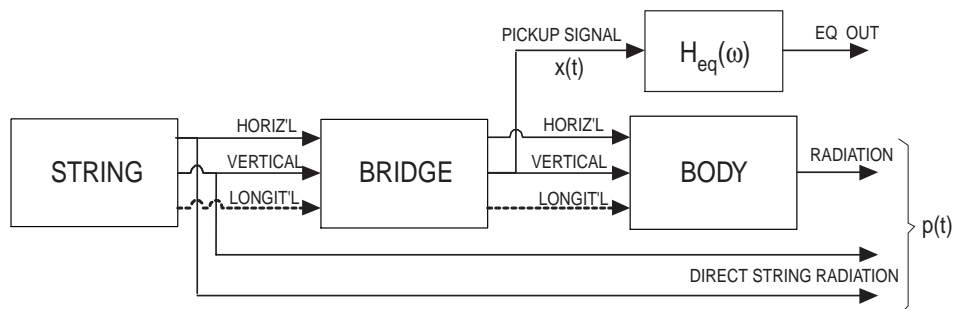 PICKUP SIGNAL
x(t)
H_eq(ω)
EQ OUT
STRING
HORIZ'L
VERTICAL
LONGIT'L
BRIDGE
HORIZ'L
VERTICAL
LONGIT'L
BODY
RADIATION
p(t)
DIRECT STRING RADIATION